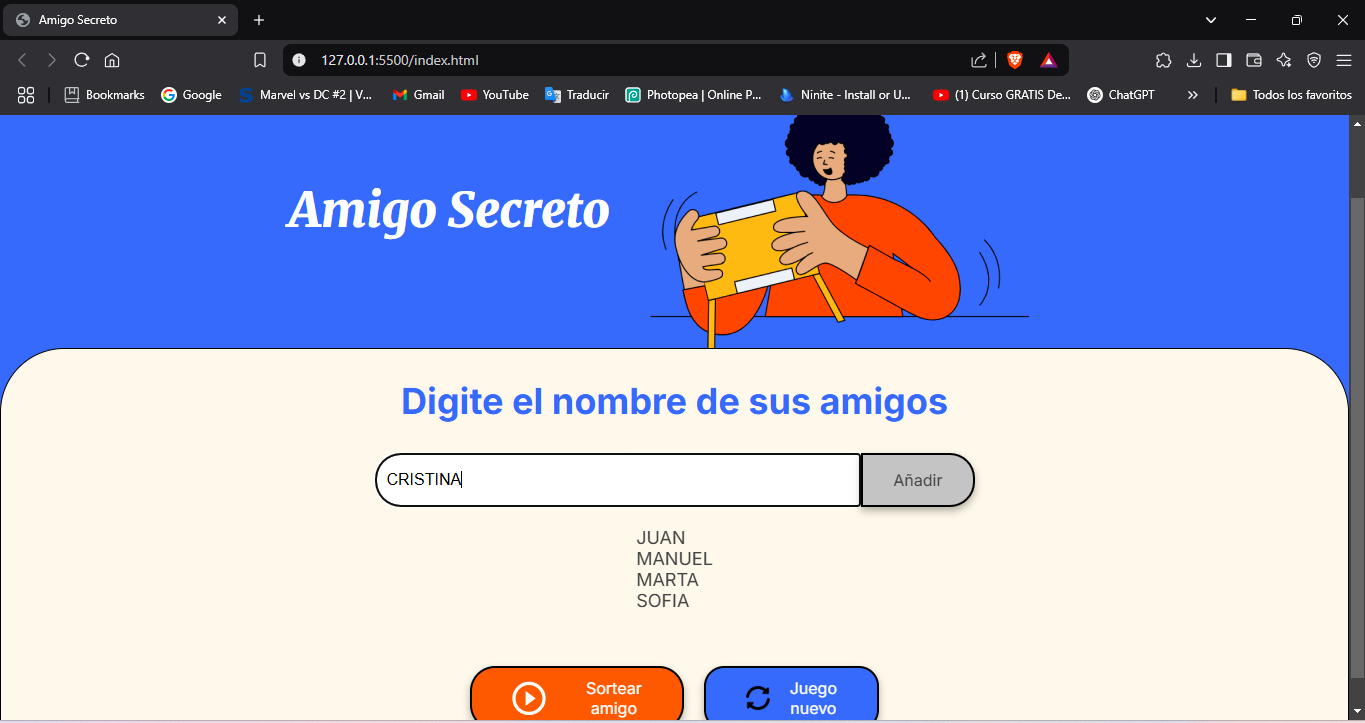 Amigo Secreto
127.0.0.1:5500/index.html
Bookmarks Google Marvel vs DC #2 | V... Gmail YouTube Traducir Photopea | Online P... Ninite - Install or U... (1) Curso GRATIS De... ChatGPT » Todos los favoritos
Amigo Secreto
Digite el nombre de sus amigos
CRISTINA Añadir
JUAN
MANUEL
MARTA
SOFIA
Sortear
amigo
Juego
nuevo